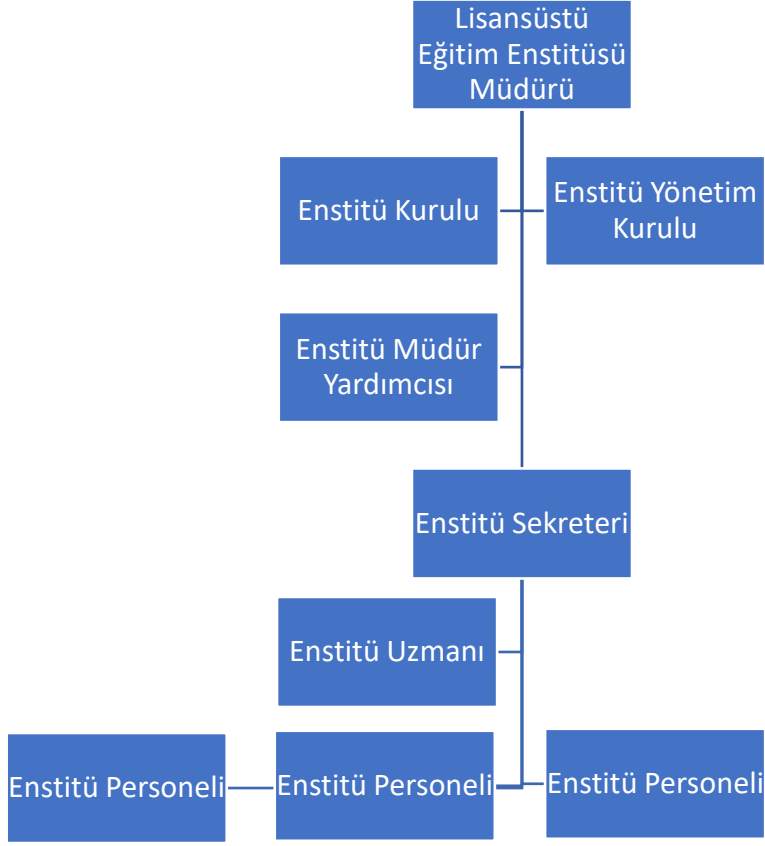 Lisansüstü
Eğitim Enstitüsü
Müdürü
Enstitü Kurulu
Enstitü Yönetim
Kurulu
Enstitü Müdür
Yardımcısı
Enstitü Sekreteri
Enstitü Uzmanı
Enstitü Personeli
Enstitü Personeli
Enstitü Personeli